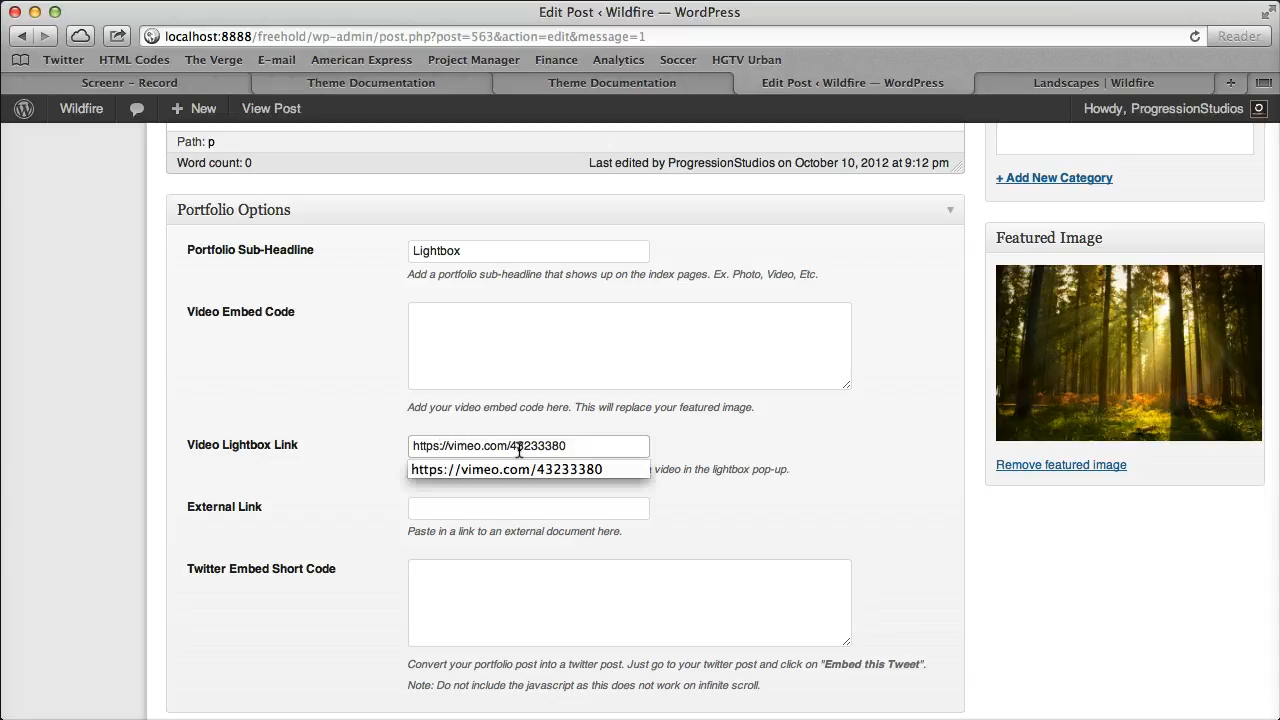 Edit Post ‹ Wildfire — WordPress
localhost:8888/freehold/wp-admin/post.php?post=563&action=edit&message=1
Reader
Twitter HTML Codes The Verge E-mail American Express Project Manager Finance Analytics Soccer HGTV Urban
Screenr - Record Theme Documentation Theme Documentation Edit Post ‹ Wildfire — WordPress Landscapes | Wildfire
Wildfire + New View Post Howdy, ProgressionStudios
Path: p
Word count: 0 Last edited by ProgressionStudios on October 10, 2012 at 9:12 pm
+ Add New Category
Portfolio Options
Featured Image
Portfolio Sub-Headline Lightbox
Add a portfolio sub-headline that shows up on the index pages. Ex. Photo, Video, Etc.
Video Embed Code
Add your video embed code here. This will replace your featured image.
Video Lightbox Link https://vimeo.com/43233380
https://vimeo.com/43233380 video in the lightbox pop-up.
Remove featured image
External Link
Paste in a link to an external document here.
Twitter Embed Short Code
Convert your portfolio post into a twitter post. Just go to your twitter post and click on "Embed this Tweet".
Note: Do not include the javascript as this does not work on infinite scroll.